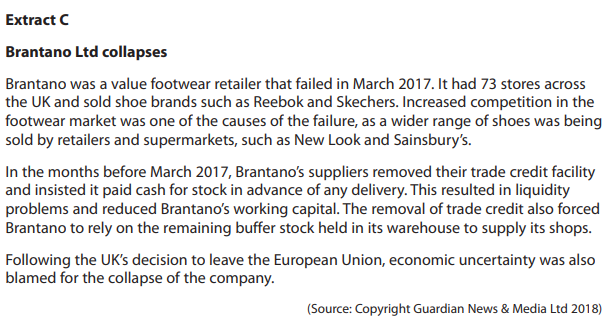 Extract C
Brantano Ltd collapses
Brantano was a value footwear retailer that failed in March 2017. It had 73 stores across
the UK and sold shoe brands such as Reebok and Skechers. Increased competition in the
footwear market was one of the causes of the failure, as a wider range of shoes was being
sold by retailers and supermarkets, such as New Look and Sainsbury’s.
In the months before March 2017, Brantano’s suppliers removed their trade credit facility
and insisted it paid cash for stock in advance of any delivery. This resulted in liquidity
problems and reduced Brantano’s working capital. The removal of trade credit also forced
Brantano to rely on the remaining buffer stock held in its warehouse to supply its shops.
Following the UK’s decision to leave the European Union, economic uncertainty was also
blamed for the collapse of the company.
(Source: Copyright Guardian News & Media Ltd 2018)